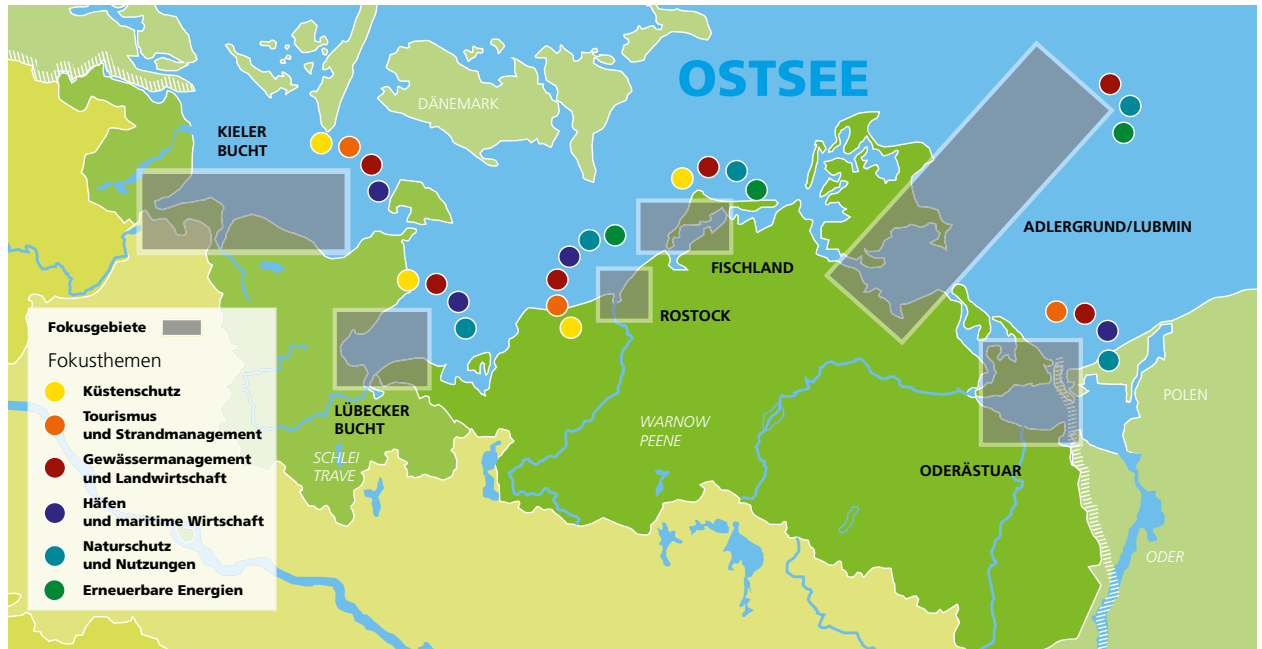 OSTSEE
DÄNEMARK
KIELER
BUCHT
ADLERGRUND/LUBMIN
FISCHLAND
ROSTOCK
LÜBECKER
BUCHT
SCHLEI
TRAVE
WARNOW
PEENE
ODERÄSTUAR
POLEN
ODER
Fokusgebiete
Fokusthemen
Küstenschutz
Tourismus
und Strandmanagement
Gewässermanagement
und Landwirtschaft
Häfen
und maritime Wirtschaft
Naturschutz
und Nutzungen
Erneuerbare Energien